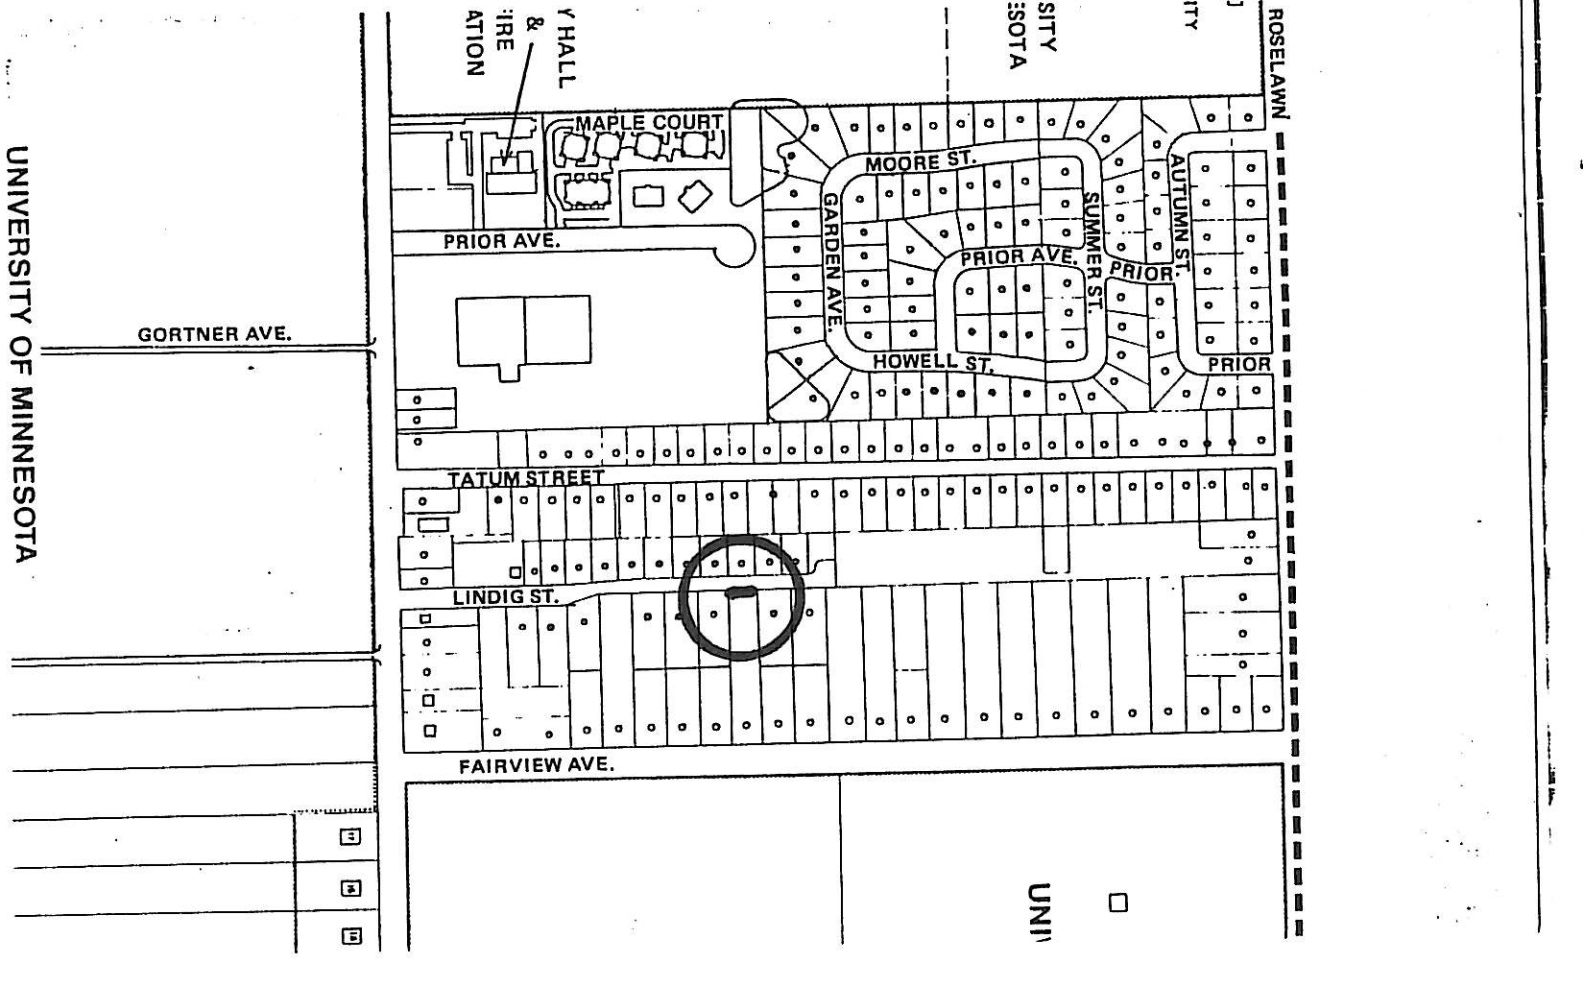 Y HALL
&
FIRE
ATION
SITY
ESOTA
ITY
ROSELAWN
MAPLE COURT
MOORE ST.
AUTUMN ST.
GARDEN AVE.
SUMMER ST.
PRIOR AVE.
PRIOR AVE.
PRIOR
GORTNER AVE.
HOWELL ST.
PRIOR
UNIVERSITY OF MINNESOTA
TATUM STREET
LINDIG ST.
FAIRVIEW AVE.
UNI